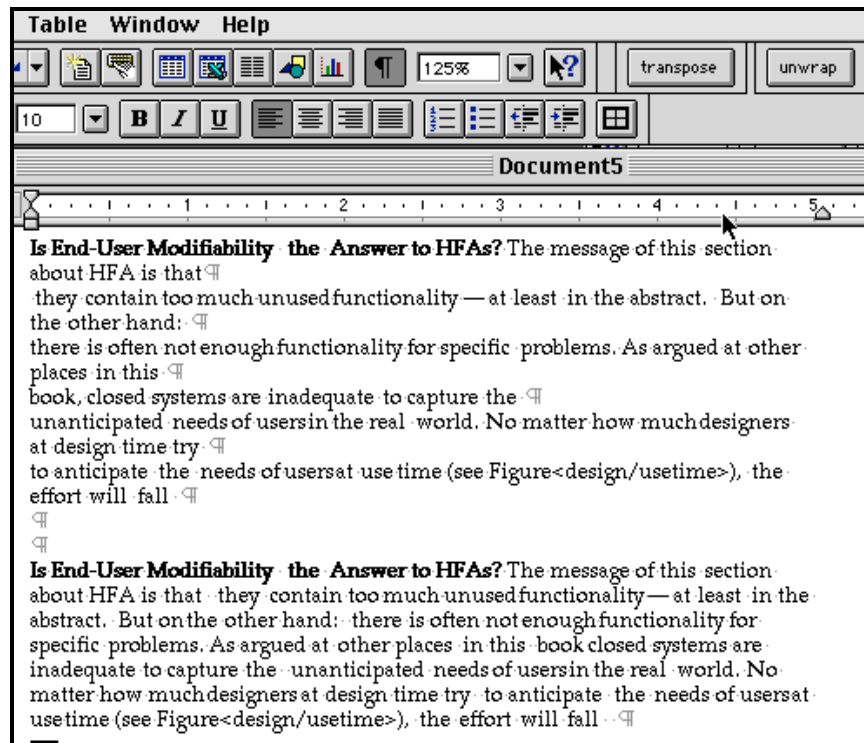 Table Window Help
125% transpose unwrap
10 B I U
Document5
1 2 3 4 5
Is End-User Modifiability the Answer to HFAs? The message of this section
about HFA is that ¶
they contain too much unused functionality — at least in the abstract. But on
the other hand: ¶
there is often not enough functionality for specific problems. As argued at other
places in this ¶
book, closed systems are inadequate to capture the ¶
unanticipated needs of users in the real world. No matter how much designers
at design time try ¶
to anticipate the needs of users at use time (see Figure<design/usetime>), the
effort will fall ¶
¶
¶
Is End-User Modifiability the Answer to HFAs? The message of this section
about HFA is that they contain too much unused functionality — at least in the
abstract. But on the other hand: there is often not enough functionality for
specific problems. As argued at other places in this book closed systems are
inadequate to capture the unanticipated needs of users in the real world. No
matter how much designers at design time try to anticipate the needs of users at
use time (see Figure<design/usetime>), the effort will fall ¶